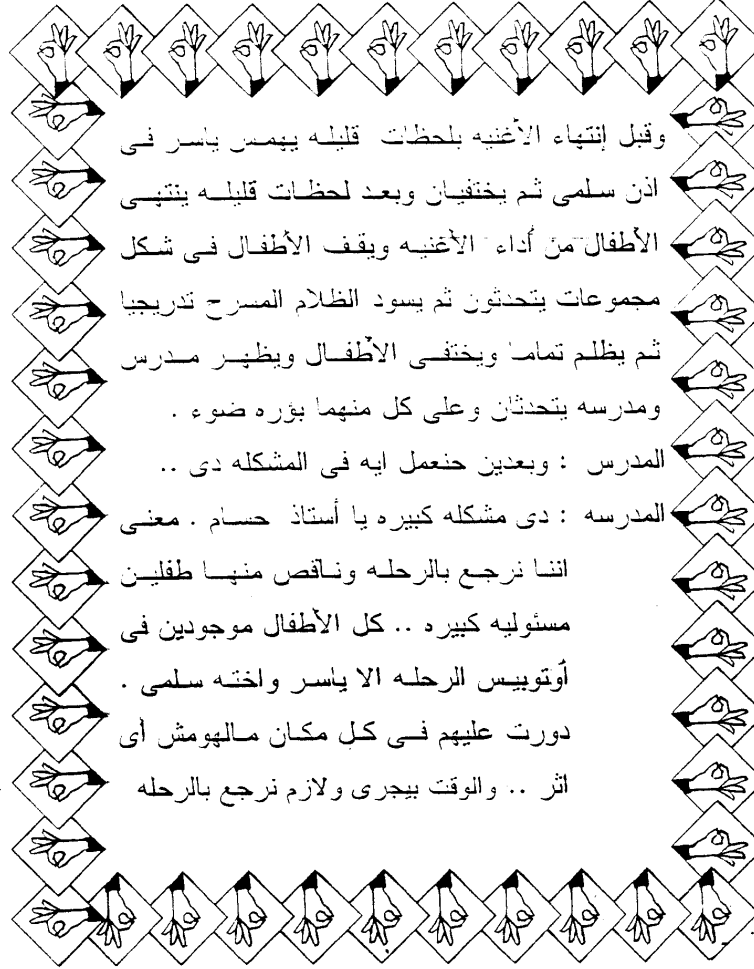 وقبل إنتهاء الأغنيه بلحظات قليله يهمس ياسر فى
اذن سلمى ثم يختفيان وبعد لحظات قليله ينتهى
الأطفال من أداء الأغنيه ويقف الأطفال فى شكل
مجموعات يتحدثون ثم يسود الظلام المسرح تدريجيا
ثم يظلم تماما ويختفى الأطفال ويظهر مدرس
ومدرسه يتحدثان وعلى كل منهما بؤره ضوء .
المدرس : وبعدين حنعمل ايه فى المشكله دى ..
المدرسه : دى مشكله كبيره يا أستاذ حسام . معنى
اننا نرجع بالرحله وناقص منها طفلين
مسئوليه كبيره .. كل الأطفال موجودين فى
أوتوبيس الرحله الا ياسر واخته سلمى .
دورت عليهم فى كل مكان مالهومش أى
اثر .. والوقت بيجرى ولازم نرجع بالرحله